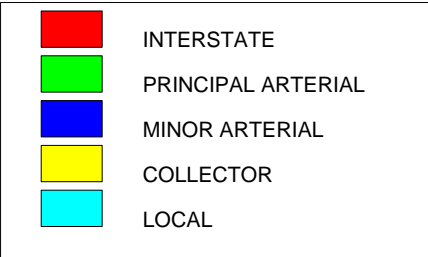 INTERSTATE
PRINCIPAL ARTERIAL
MINOR ARTERIAL
COLLECTOR
LOCAL